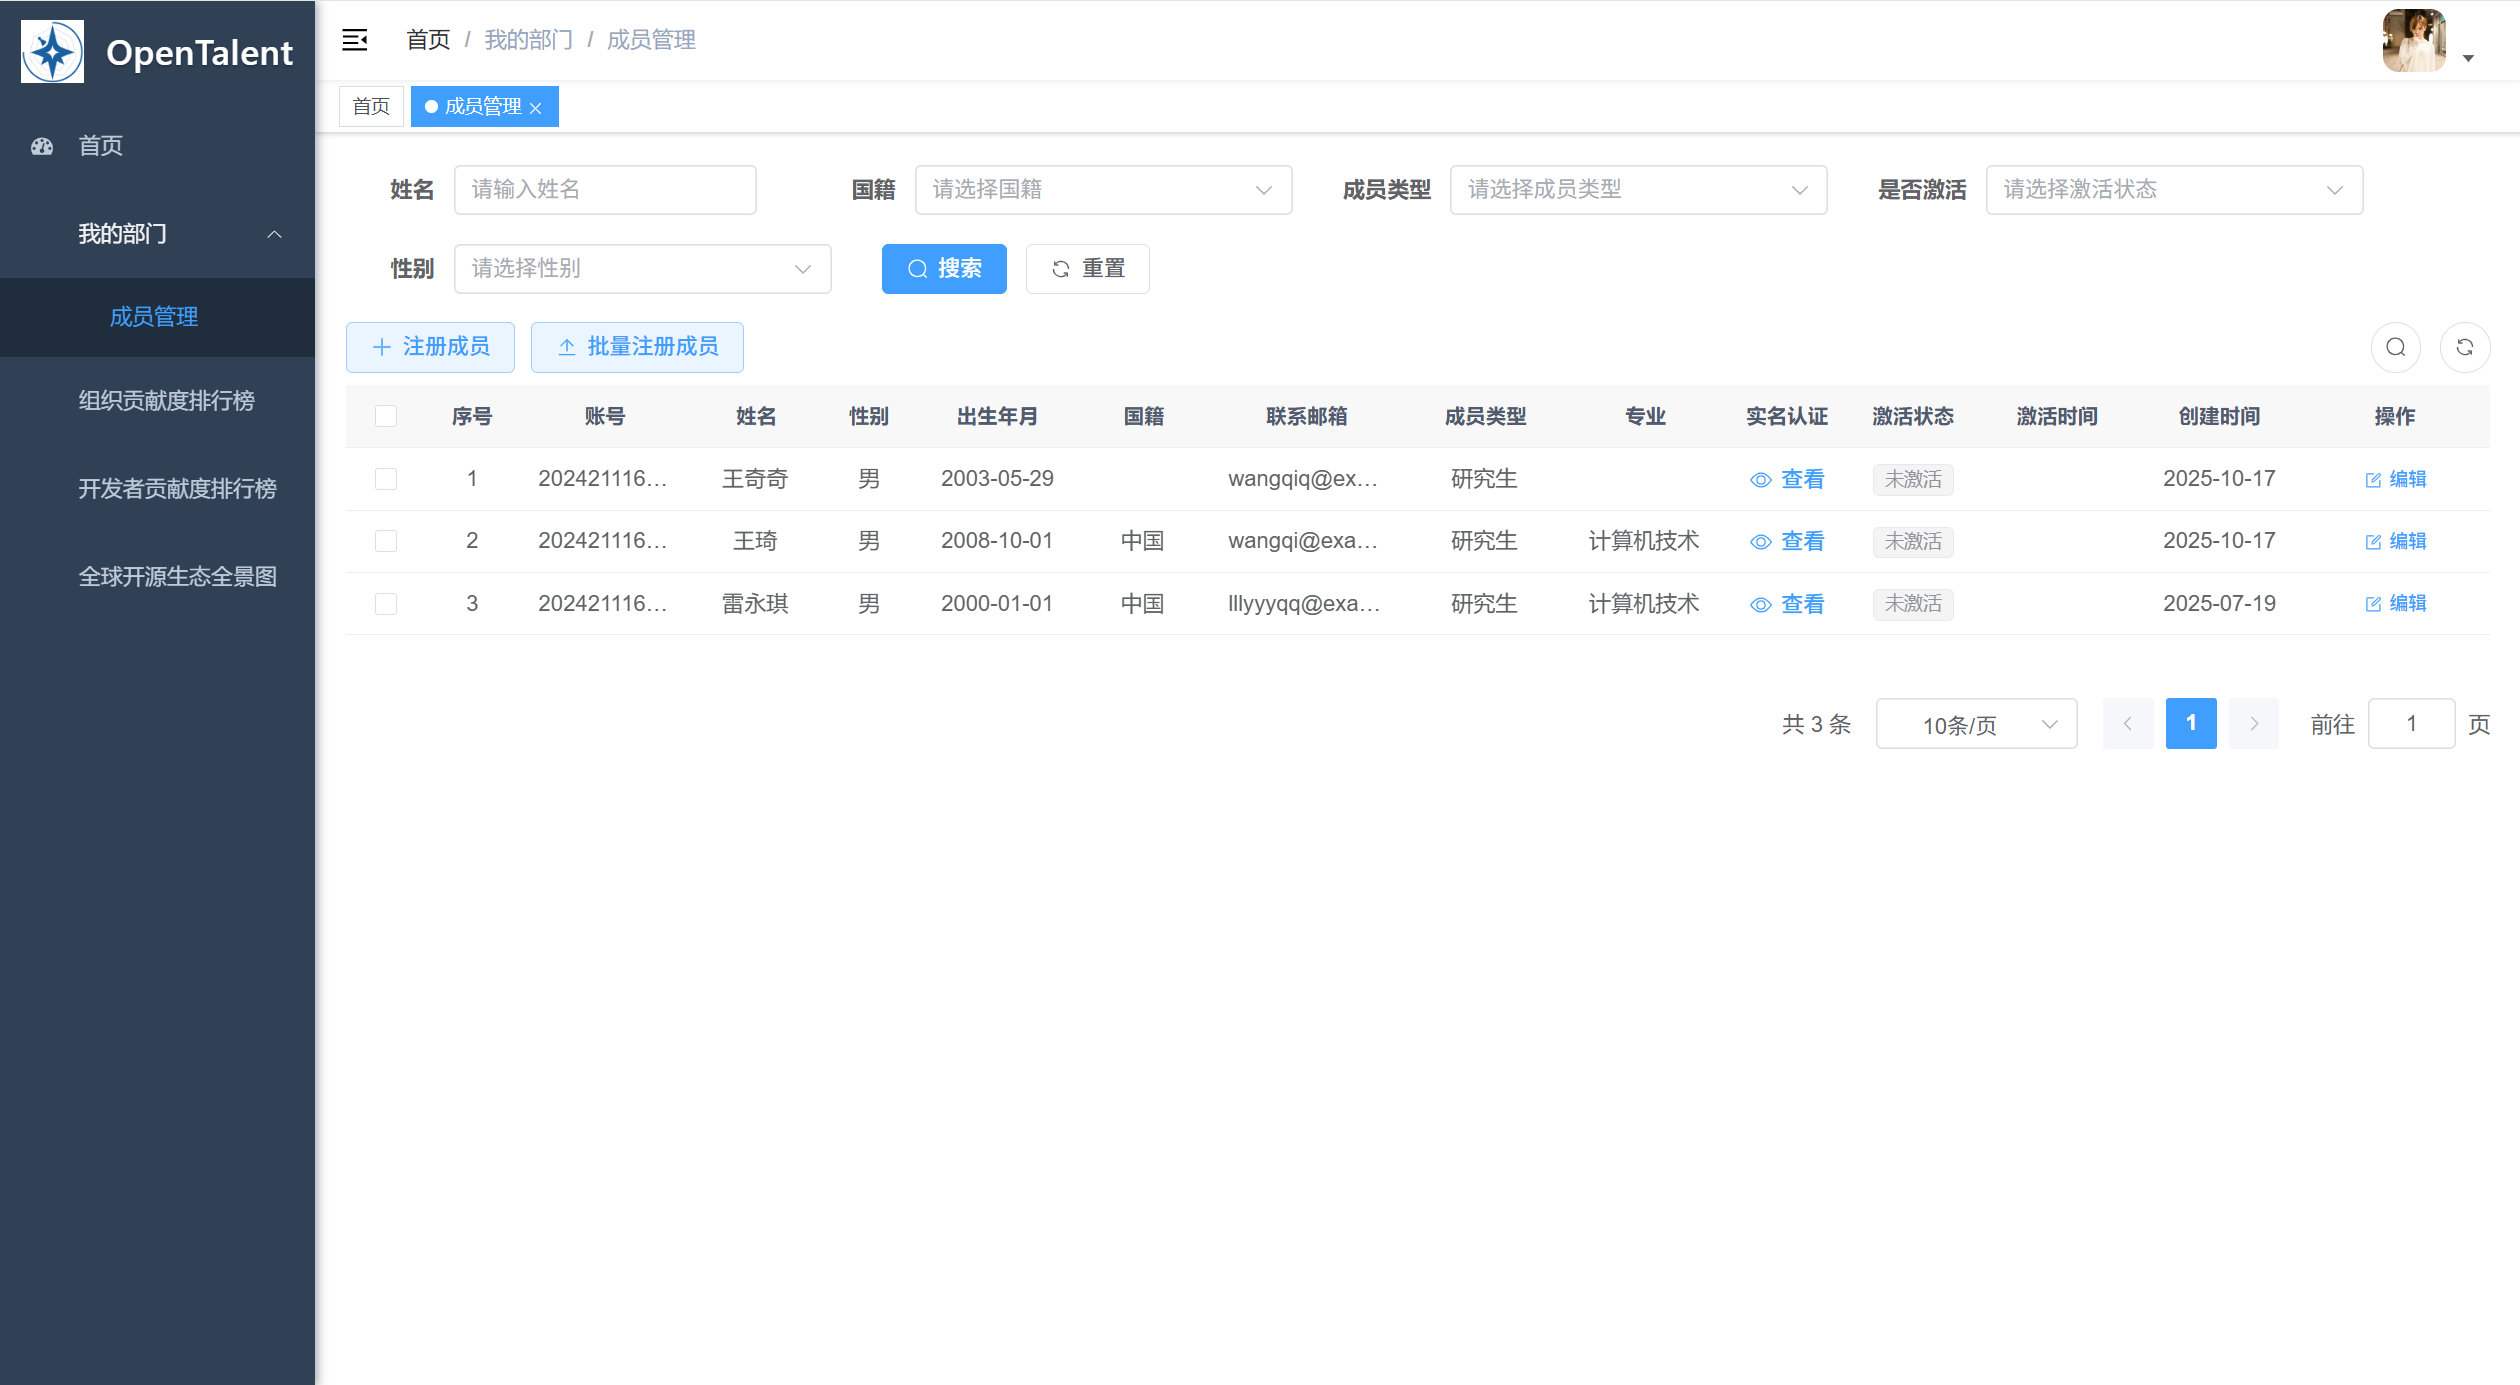 OpenTalent
首页
我的部门
成员管理
组织贡献度排行榜
开发者贡献度排行榜
全球开源生态全景图
首页 / 我的部门 / 成员管理
首页 成员管理
姓名 请输入姓名 国籍 请选择国籍 成员类型 请选择成员类型 是否激活 请选择激活状态
性别 请选择性别 搜索 重置
注册成员 批量注册成员
序号 账号 姓名 性别 出生年月 国籍 联系邮箱 成员类型 专业 实名认证 激活状态 激活时间 创建时间 操作
1 202421116... 王奇奇 男 2003-05-29 wangqiq@ex... 研究生 查看 未激活 2025-10-17 编辑
2 202421116... 王琦 男 2008-10-01 中国 wangqi@exa... 研究生 计算机技术 查看 未激活 2025-10-17 编辑
3 202421116... 雷永琪 男 2000-01-01 中国 lllyyyqq@exa... 研究生 计算机技术 查看 未激活 2025-07-19 编辑
共 3 条 10条/页 1 前往 1 页